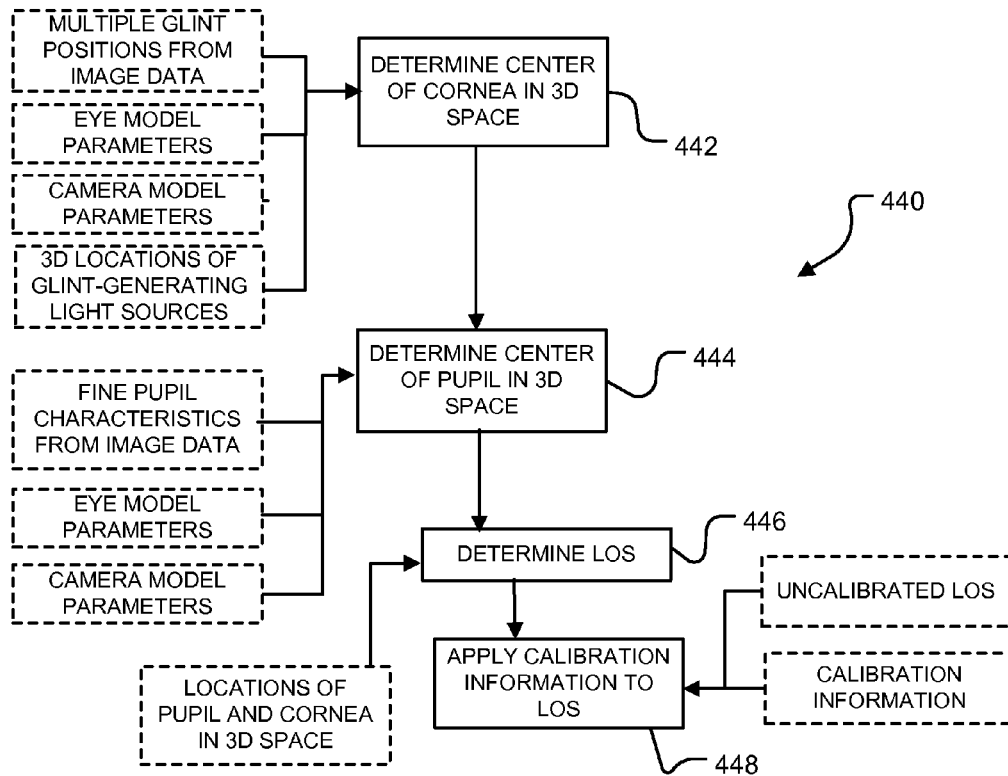 MULTIPLE GLINT
POSITIONS FROM
IMAGE DATA
EYE MODEL
PARAMETERS
CAMERA MODEL
PARAMETERS
3D LOCATIONS OF
GLINT-GENERATING
LIGHT SOURCES
DETERMINE CENTER
OF CORNEA IN 3D
SPACE
442
440
DETERMINE CENTER
OF PUPIL IN 3D
SPACE
444
FINE PUPIL
CHARACTERISTICS
FROM IMAGE DATA
EYE MODEL
PARAMETERS
CAMERA MODEL
PARAMETERS
DETERMINE LOS
446
LOCATIONS OF
PUPIL AND CORNEA
IN 3D SPACE
APPLY CALIBRATION
INFORMATION TO
LOS
448
UNCALIBRATED LOS
CALIBRATION
INFORMATION